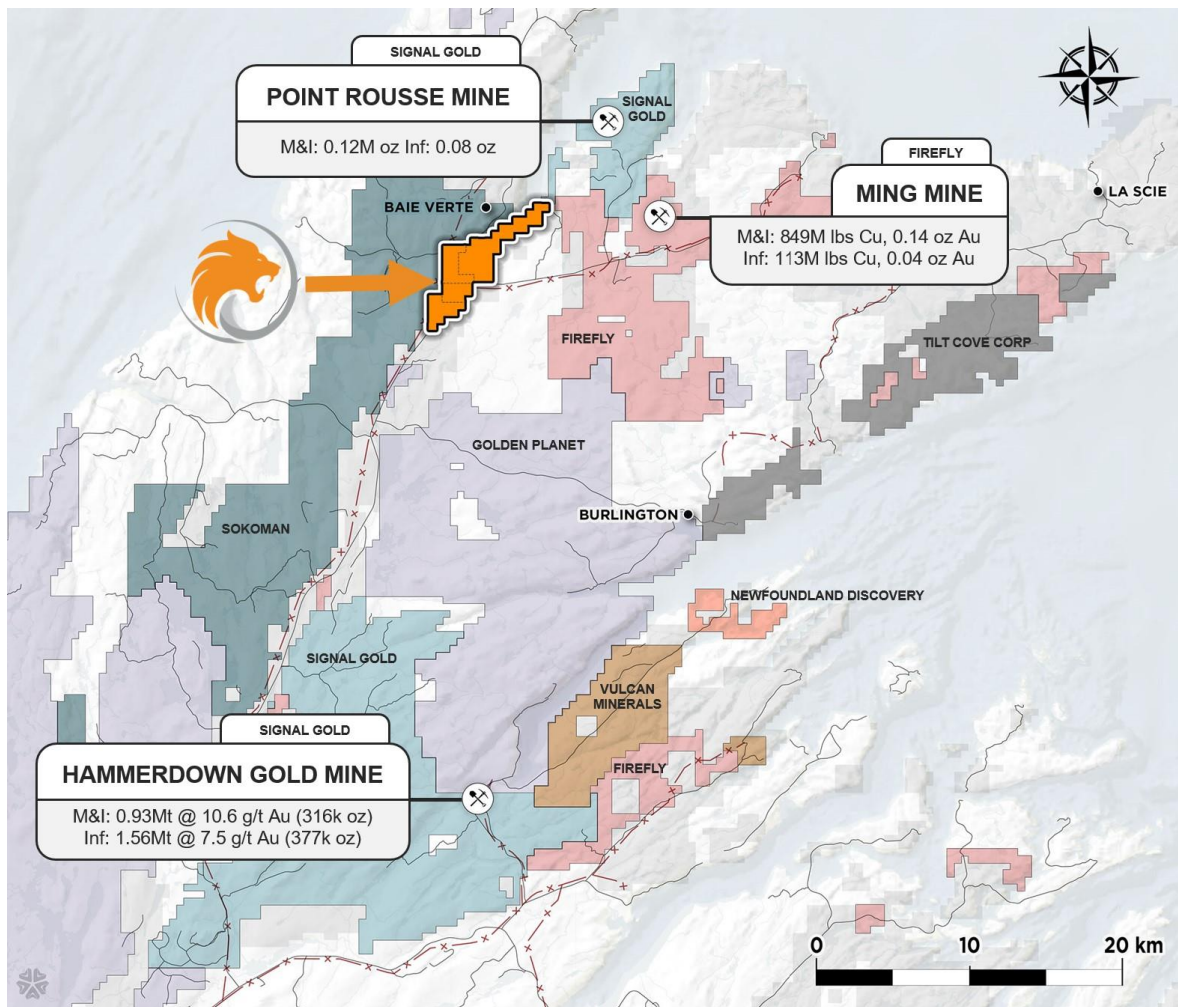 SIGNAL GOLD
POINT ROUSSE MINE
M&I: 0.12M oz Inf: 0.08 oz
SIGNAL
GOLD
FIREFLY
MING MINE
M&I: 849M lbs Cu, 0.14 oz Au
Inf: 113M lbs Cu, 0.04 oz Au
LA SCIE
BAIE VERTE
FIREFLY
TILT COVE CORP
GOLDEN PLANET
BURLINGTON
SOKOMAN
NEWFOUNDLAND DISCOVERY
SIGNAL GOLD
VULCAN
MINERALS
SIGNAL GOLD
HAMMERDOWN GOLD MINE
M&I: 0.93Mt @ 10.6 g/t Au (316k oz)
Inf: 1.56Mt @ 7.5 g/t Au (377k oz)
FIREFLY
0 10 20 km